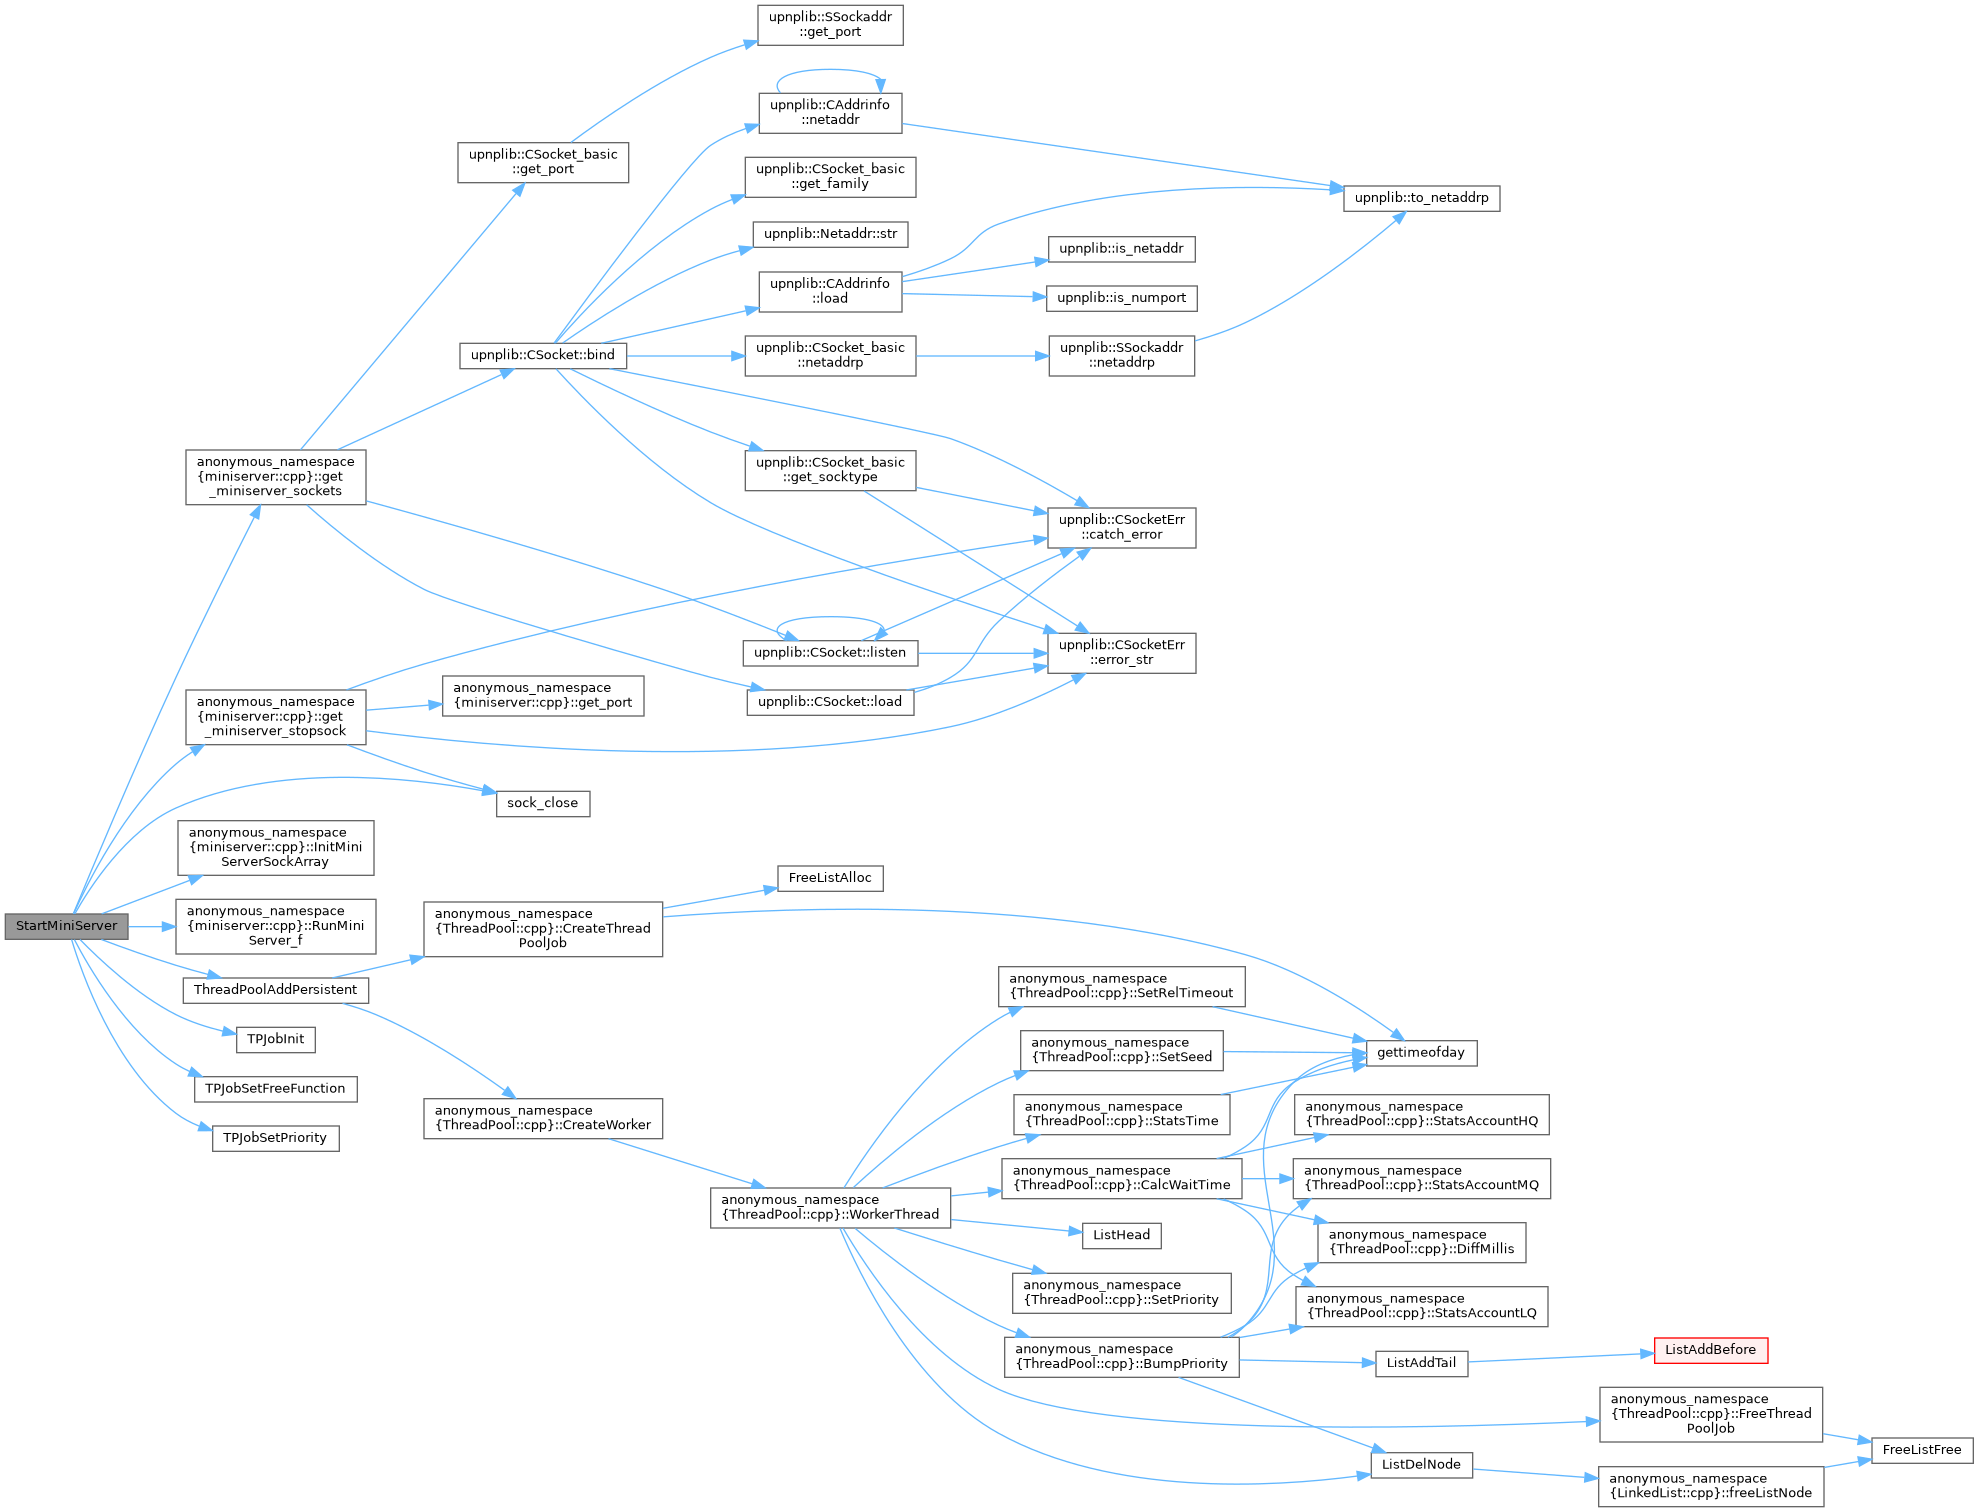 upnplib::SSockaddr
::get_port
upnplib::CAddrinfo
::netaddr
upnplib::CSocket_basic
::get_port
upnplib::CSocket_basic
::get_family
upnplib::to_netaddrp
upnplib::Netaddr::str
upnplib::is_netaddr
upnplib::CAddrinfo
::load
upnplib::is_numport
upnplib::CSocket::bind
upnplib::CSocket_basic
::netaddrp
upnplib::SSockaddr
::netaddrp
anonymous_namespace
{miniserver::cpp}::get
_miniserver_sockets
upnplib::CSocket_basic
::get_socktype
upnplib::CSocketErr
::catch_error
upnplib::CSocket::listen
upnplib::CSocketErr
::error_str
anonymous_namespace
{miniserver::cpp}::get
_miniserver_stopsock
anonymous_namespace
{miniserver::cpp}::get_port
upnplib::CSocket::load
sock_close
anonymous_namespace
{miniserver::cpp}::InitMini
ServerSockArray
FreeListAlloc
StartMiniServer
anonymous_namespace
{miniserver::cpp}::RunMini
Server_f
anonymous_namespace
{ThreadPool::cpp}::CreateThread
PoolJob
ThreadPoolAddPersistent
anonymous_namespace
{ThreadPool::cpp}::SetRelTimeout
TPJobInit
anonymous_namespace
{ThreadPool::cpp}::SetSeed
gettimeofday
TPJobSetFreeFunction
anonymous_namespace
{ThreadPool::cpp}::CreateWorker
anonymous_namespace
{ThreadPool::cpp}::StatsTime
anonymous_namespace
{ThreadPool::cpp}::StatsAccountHQ
TPJobSetPriority
anonymous_namespace
{ThreadPool::cpp}::CalcWaitTime
anonymous_namespace
{ThreadPool::cpp}::StatsAccountMQ
anonymous_namespace
{ThreadPool::cpp}::WorkerThread
ListHead
anonymous_namespace
{ThreadPool::cpp}::DiffMillis
anonymous_namespace
{ThreadPool::cpp}::SetPriority
anonymous_namespace
{ThreadPool::cpp}::StatsAccountLQ
anonymous_namespace
{ThreadPool::cpp}::BumpPriority
ListAddTail
ListAddBefore
anonymous_namespace
{ThreadPool::cpp}::FreeThread
PoolJob
ListDelNode
FreeListFree
anonymous_namespace
{LinkedList::cpp}::freeListNode